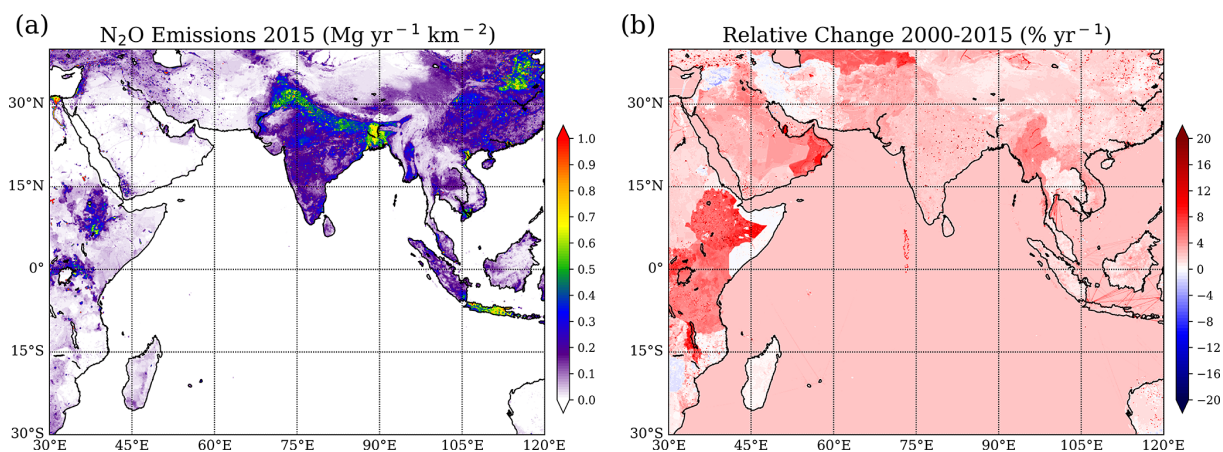 (a)
N₂O Emissions 2015 (Mg yr⁻¹ km⁻²)
30°N
15°N
0°
15°S
30°S
30°E 45°E 60°E 75°E 90°E 105°E 120°E
1.0
0.9
0.8
0.7
0.6
0.5
0.4
0.3
0.2
0.1
0.0
(b)
Relative Change 2000-2015 (% yr⁻¹)
30°N
15°N
0°
15°S
30°S
30°E 45°E 60°E 75°E 90°E 105°E 120°E
20
16
12
8
4
0
−4
−8
−12
−16
−20